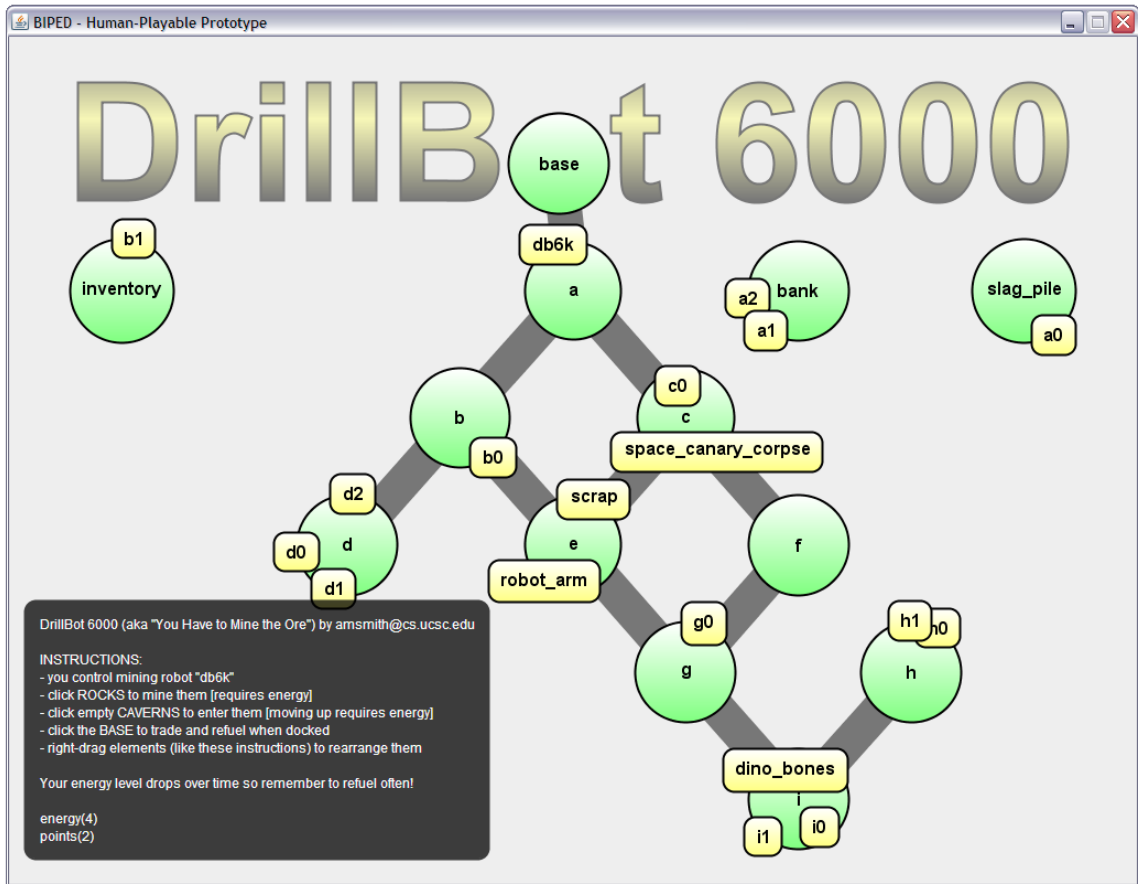 BIPED - Human-Playable Prototype
DrillBot 6000
base
b1
db6k
inventory
a
a2
bank
a1
slag_pile
a0
c0
b
c
b0
space_canary_corpse
d2
scrap
d
d0
e
f
d1
robot_arm
h1
h0
g0
g
h
DrillBot 6000 (aka "You Have to Mine the Ore") by amsmith@cs.ucsc.edu
INSTRUCTIONS:
- you control mining robot "db6k"
- click ROCKS to mine them [requires energy]
- click empty CAVERNS to enter them [moving up requires energy]
- click the BASE to trade and refuel when docked
- right-drag elements (like these instructions) to rearrange them
Your energy level drops over time so remember to refuel often!
energy(4)
points(2)
dino_bones
i
i1
i0